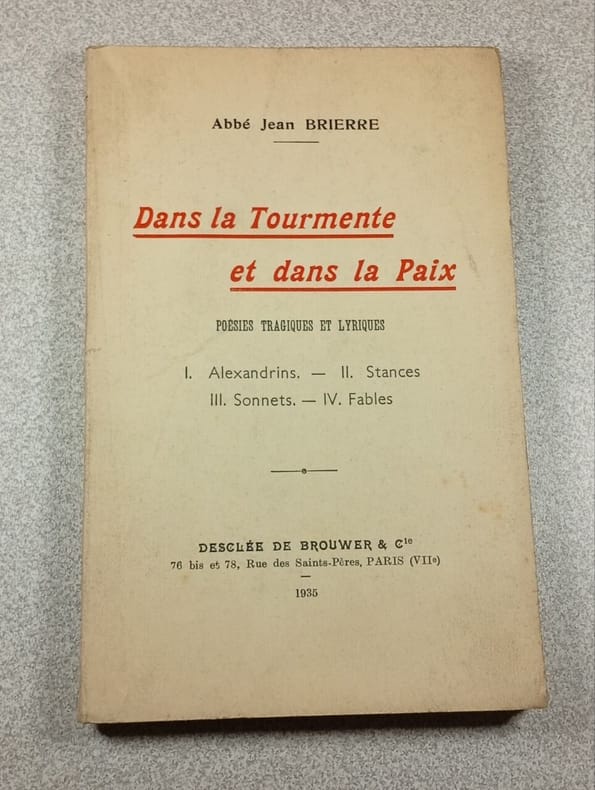 Abbé Jean BRIERRE
Dans la Tourmente
et dans la Paix
POÉSIES TRAGIQUES ET LYRIQUES
I. Alexandrins. — II. Stances
III. Sonnets. — IV. Fables
DESCLÉE DE BROUWER & Cie
76 bis et 78, Rue des Saints-Pères, PARIS (VIIe)
1935